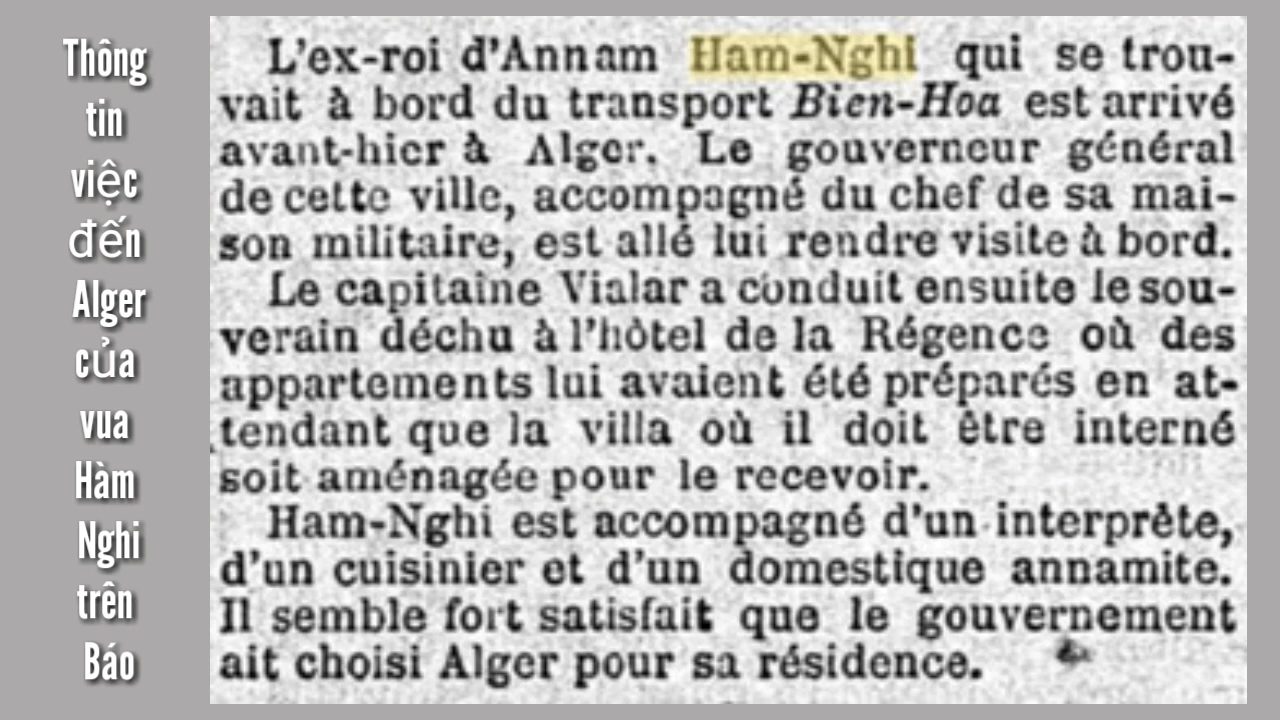 Thông
tin
việc
đến
Alger
của
vua
Hàm
Nghi
trên
Báo
L'ex-roi d'Annam Ham-Nghi qui se trou-
vait à bord du transport Bien-Hoa est arrivé
avant-hier à Alger. Le gouverneur général
de cette ville, accompagné du chef de sa mai-
son militaire, est allé lui rendre visite à bord.
Le capitaine Vialar a conduit ensuite le sou-
verain déchu à l'hôtel de la Régence où des
appartements lui avaient été préparés en at-
tendant que la villa où il doit être interné
soit aménagée pour le recevoir.
Ham-Nghi est accompagné d'un interprète,
d'un cuisinier et d'un domestique annamite.
Il semble fort satisfait que le gouvernement
ait choisi Alger pour sa résidence.